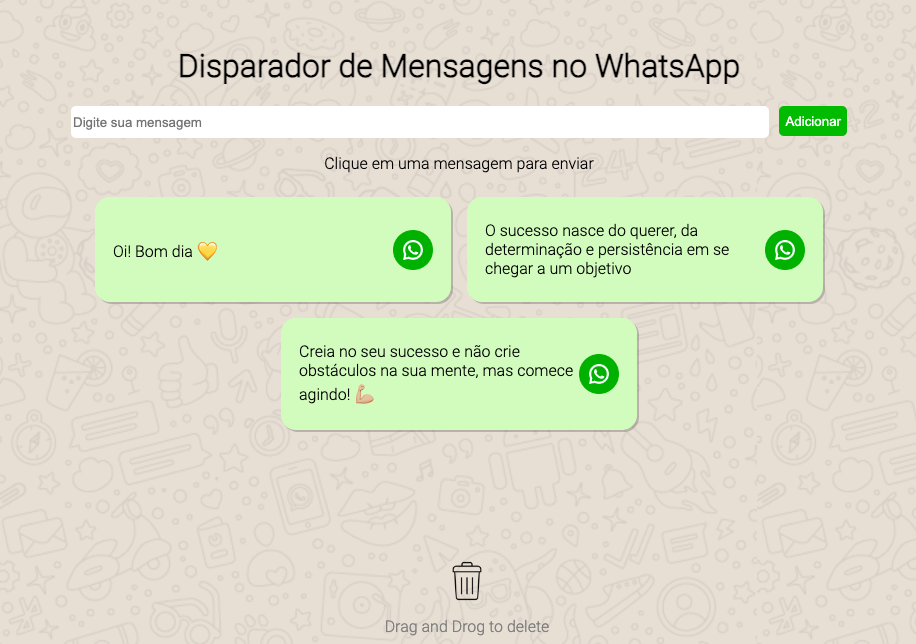 Disparador de Mensagens no WhatsApp
Digite sua mensagem
Adicionar
Clique em uma mensagem para enviar
Oi! Bom dia 💛
O sucesso nasce do querer, da
determinação e persistência em se
chegar a um objetivo
Creia no seu sucesso e não crie
obstáculos na sua mente, mas comece
agindo! 💪🏼
Drag and Drog to delete